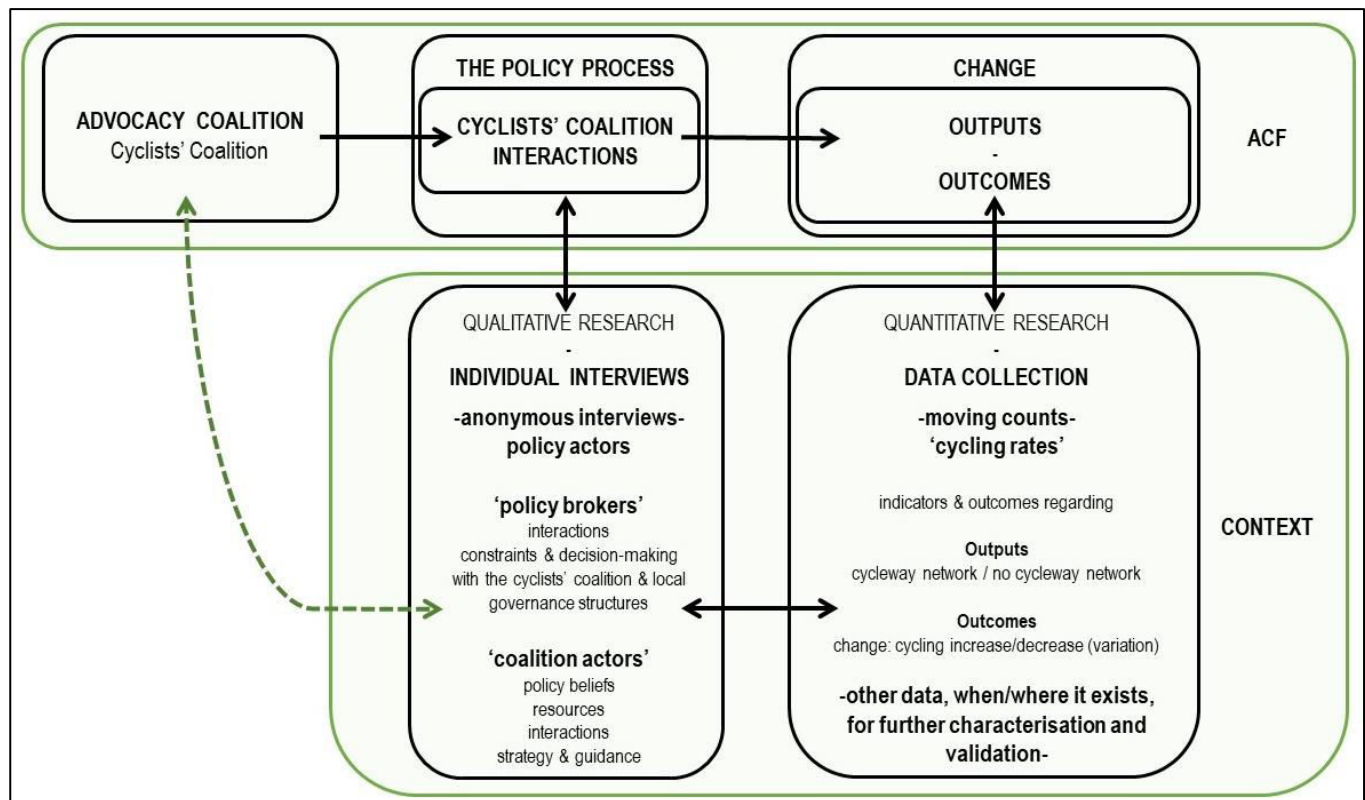 ADVOCACY COALITION
Cyclists' Coalition
THE POLICY PROCESS
CYCLISTS' COALITION
INTERACTIONS
CHANGE
OUTPUTS
-
OUTCOMES
ACF
QUALITATIVE RESEARCH
-
INDIVIDUAL INTERVIEWS
-anonymous interviews-
policy actors
‘policy brokers’
interactions
constraints & decision-making
with the cyclists’ coalition & local
governance structures
‘coalition actors’
policy beliefs
resources
interactions
strategy & guidance
QUANTITATIVE RESEARCH
-
DATA COLLECTION
-moving counts-
‘cycling rates’
indicators & outcomes regarding
Outputs
cycleway network / no cycleway network
Outcomes
change: cycling increase/decrease (variation)
-other data, when/where it exists,
for further characterisation and
validation-
CONTEXT